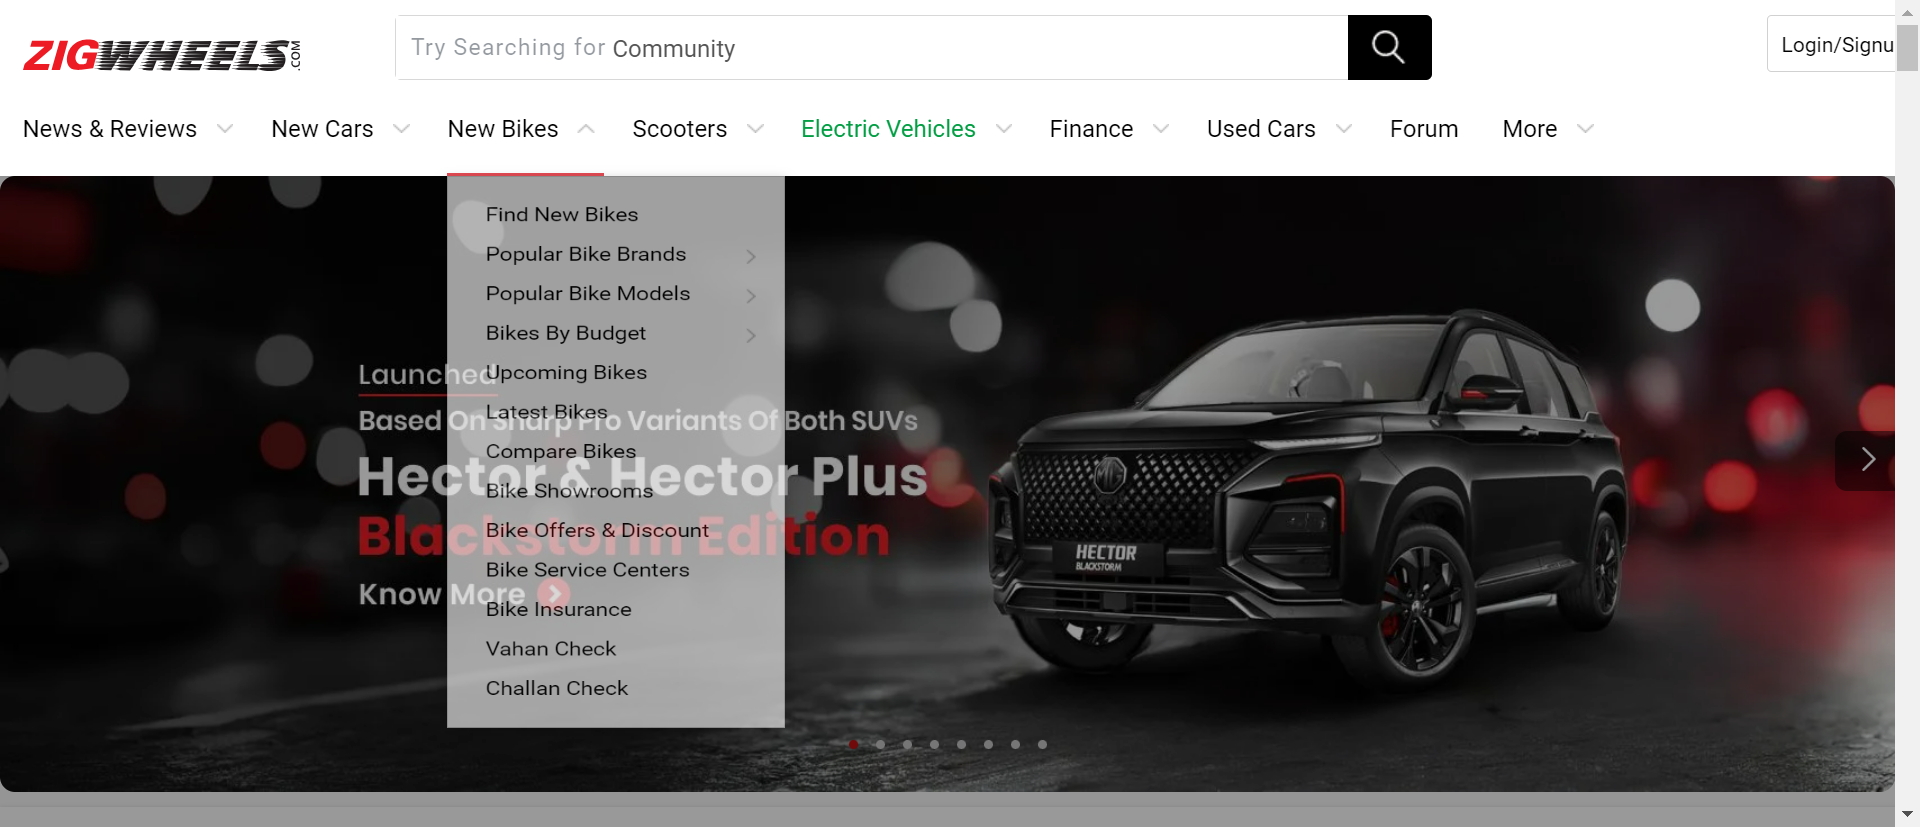 ZIGWHEELS.COM
Try Searching for Community
Login/Signu
News & Reviews
New Cars
New Bikes
Scooters
Electric Vehicles
Finance
Used Cars
Forum
More
Find New Bikes
Popular Bike Brands
Popular Bike Models
Bikes By Budget
Upcoming Bikes
Latest Bikes
Compare Bikes
Bike Showrooms
Bike Offers & Discount
Bike Service Centers
Bike Insurance
Vahan Check
Challan Check
Launched
Based On Sharp Pro Variants Of Both SUVs
Hector & Hector Plus
Blackstorm Edition
Know More
MG
HECTOR
BLACKSTORM